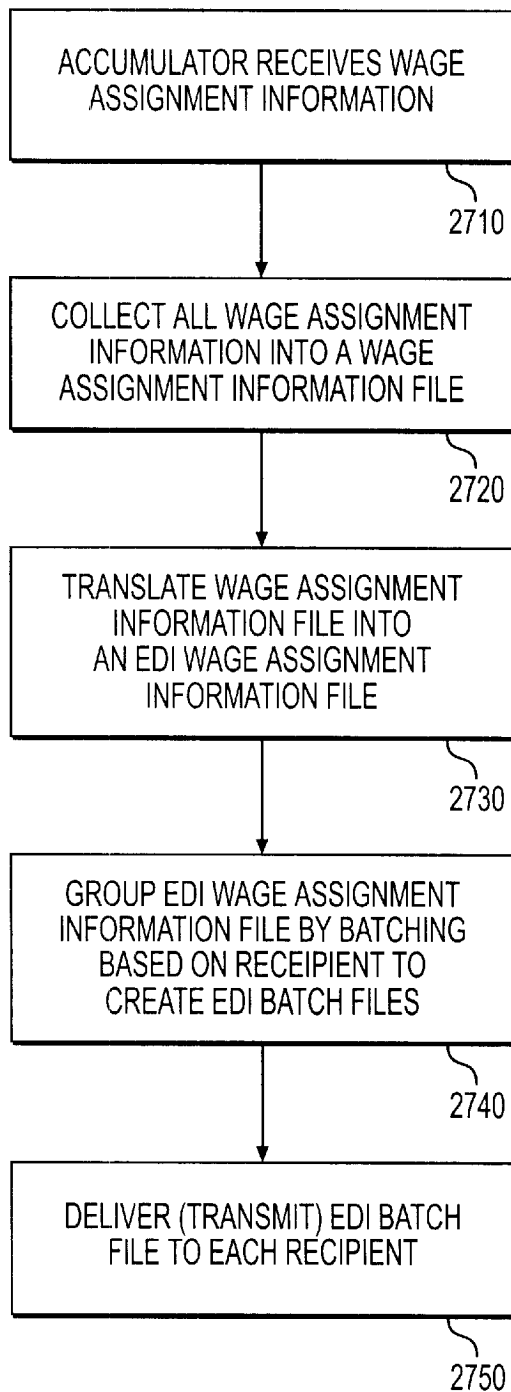 ACCUMULATOR RECEIVES WAGE
ASSIGNMENT INFORMATION
2710
COLLECT ALL WAGE ASSIGNMENT
INFORMATION INTO A WAGE
ASSIGNMENT INFORMATION FILE
2720
TRANSLATE WAGE ASSIGNMENT
INFORMATION FILE INTO
AN EDI WAGE ASSIGNMENT
INFORMATION FILE
2730
GROUP EDI WAGE ASSIGNMENT
INFORMATION FILE BY BATCHING
BASED ON RECEIPIENT TO
CREATE EDI BATCH FILES
2740
DELIVER (TRANSMIT) EDI BATCH
FILE TO EACH RECIPIENT
2750